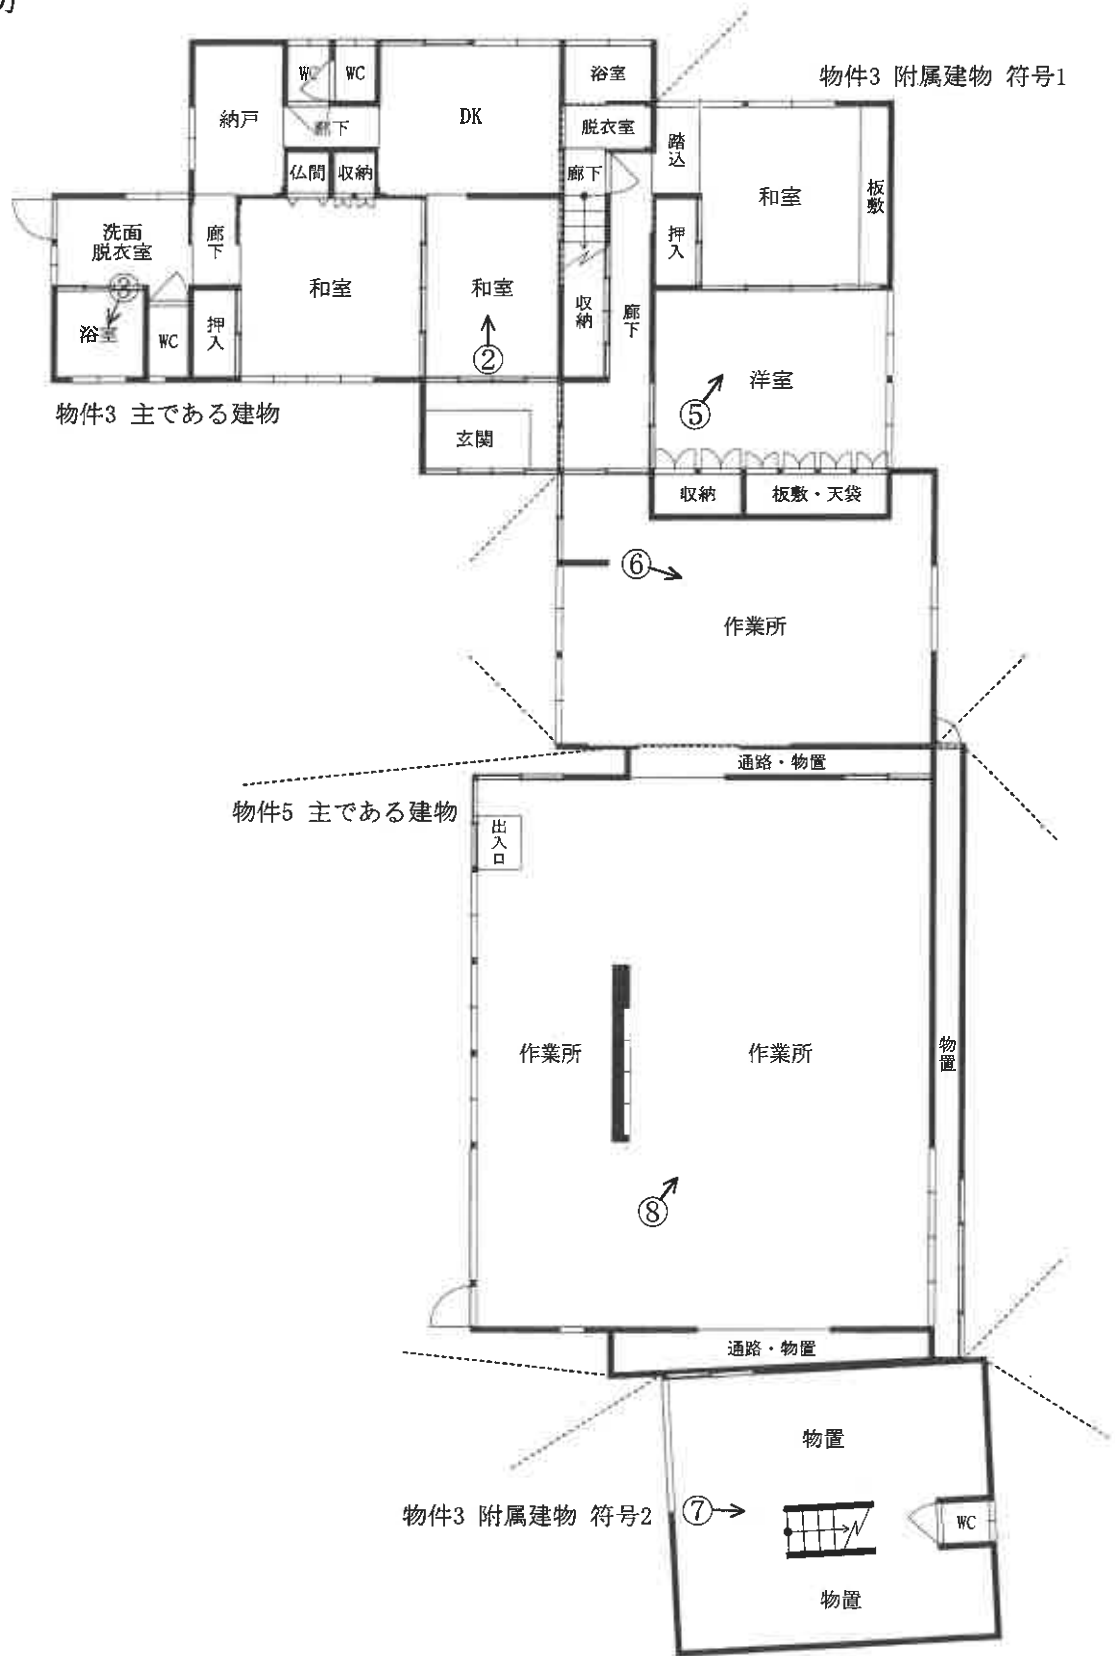 WC
WC
浴室
物件3 附属建物 符号1
納戸
廊下
DK
脱衣室
踏込
仏間
収納
廊下
和室
板敷
洗面
脱衣室
廊下
押入
③
和室
和室
収納
廊下
浴室
WC
押入
②
洋室
⑤
物件3 主である建物
玄関
収納
板敷・天袋
⑥
作業所
通路・物置
物件5 主である建物
出入口
作業所
作業所
物置
⑧
通路・物置
物置
物件3 附属建物 符号2
⑦
WC
物置